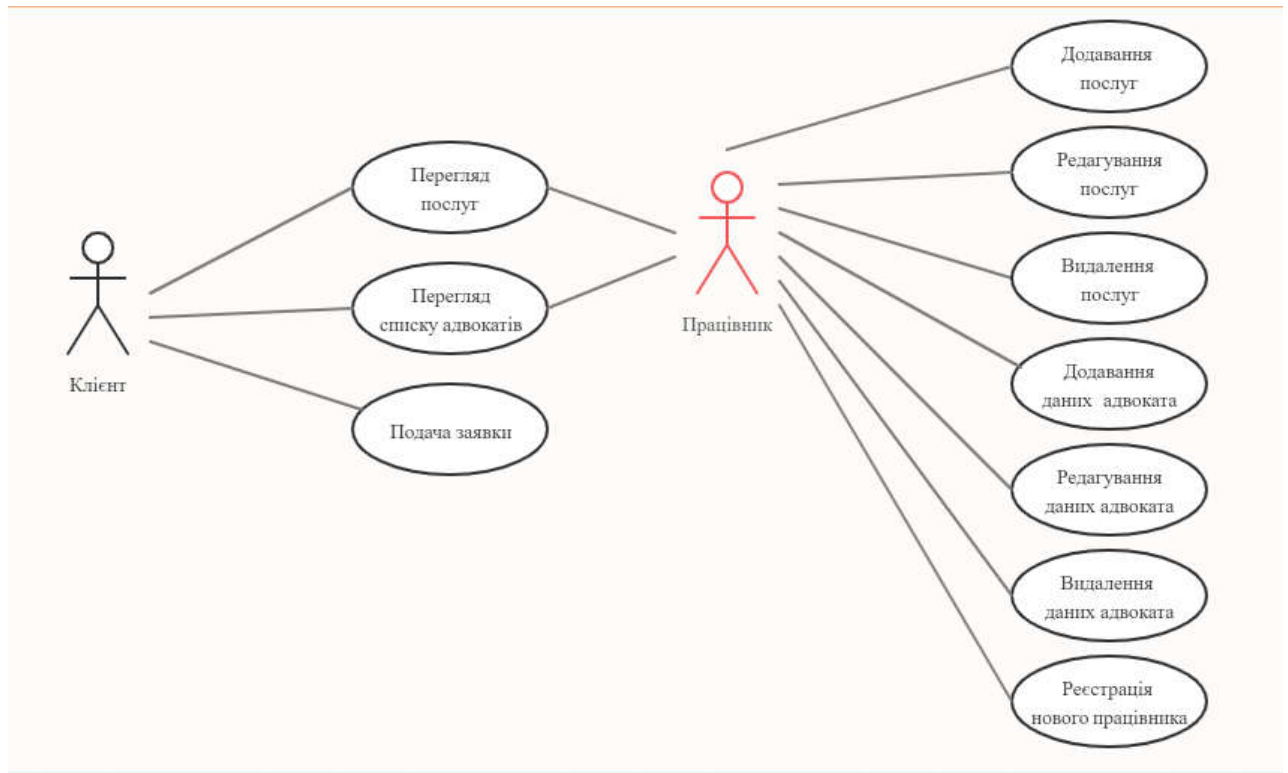 Додавання
послуг
Перегляд
послуг
Редагування
послуг
Перегляд
списку адвокатів
Видалення
послуг
Працівник
Клієнт
Подача заявки
Додавання
даних адвоката
Редагування
даних адвоката
Видалення
даних адвоката
Реєстрація
нового працівника